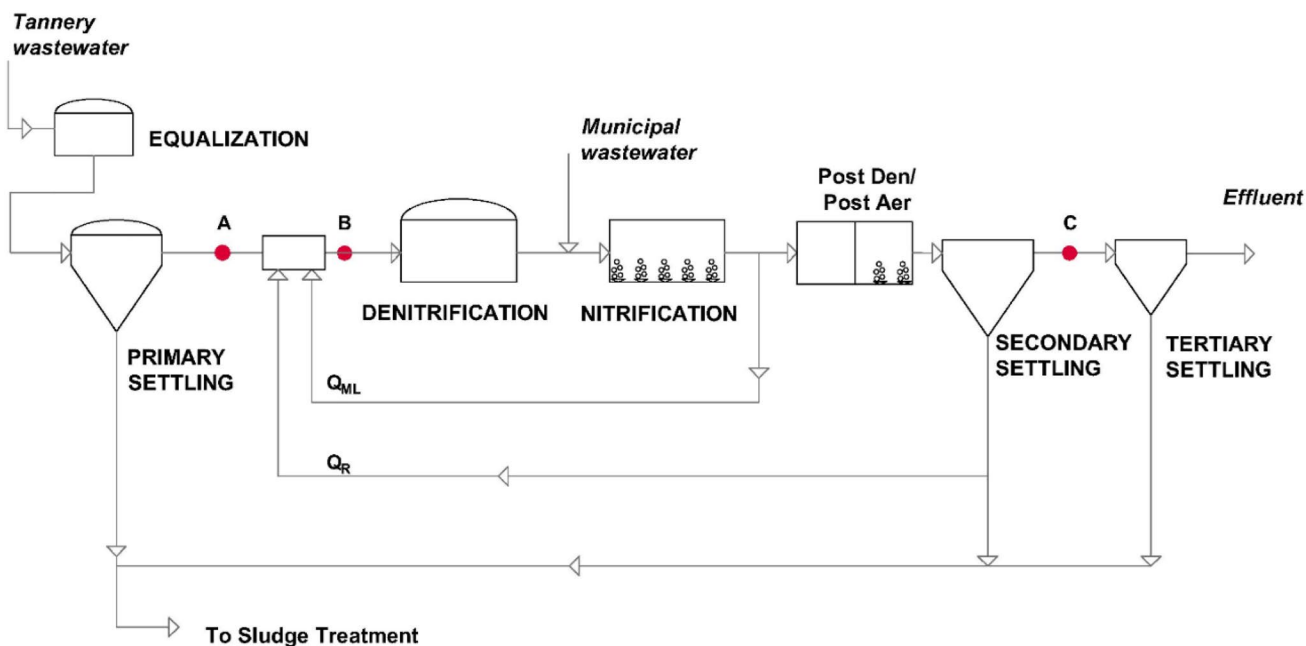 Tannery
wastewater
EQUALIZATION
Municipal
wastewater
Post Den/
Post Aer
Effluent
A
B
C
DENITRIFICATION
NITRIFICATION
PRIMARY
SETTLING
SECONDARY
SETTLING
TERTIARY
SETTLING
QML
QR
To Sludge Treatment